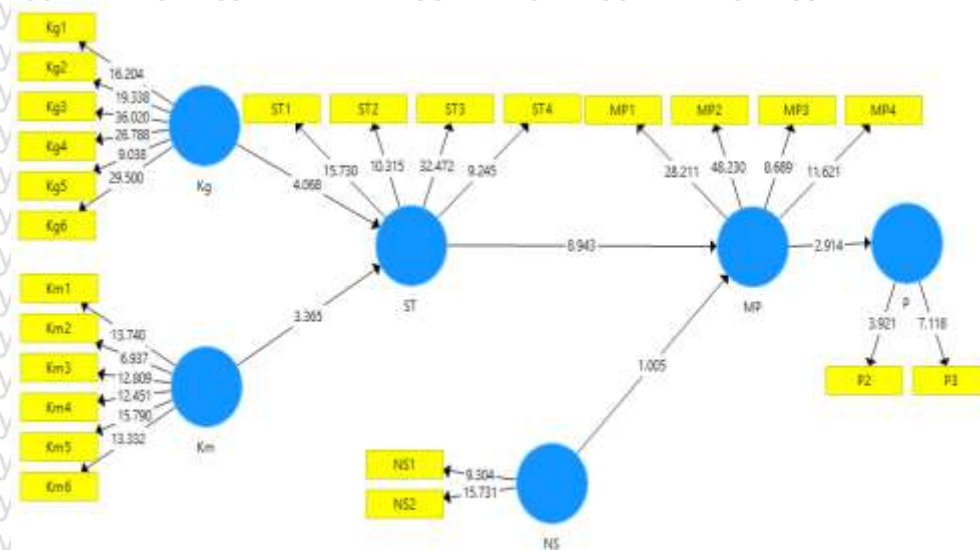 Kg1
Kg2
Kg3
Kg4
Kg5
Kg6
16.204
19.338
36.020
26.788
9.038
29.500
Kg
ST1
ST2
ST3
ST4
15.730
10.315
32.472
9.245
MP1
MP2
MP3
MP4
28.211
48.230
8.689
11.621
4.068
8.943
2.914
ST
MP
P
3.921
7.118
P2
P3
Km1
Km2
Km3
Km4
Km5
Km6
13.740
6.937
12.809
12.451
15.790
13.332
Km
3.365
1.005
NS1
NS2
9.304
15.731
NS